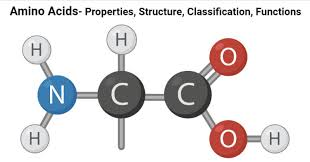 Amino Acids- Properties, Structure, Classification, Functions
H
H
O
N
C
C
H
O
H